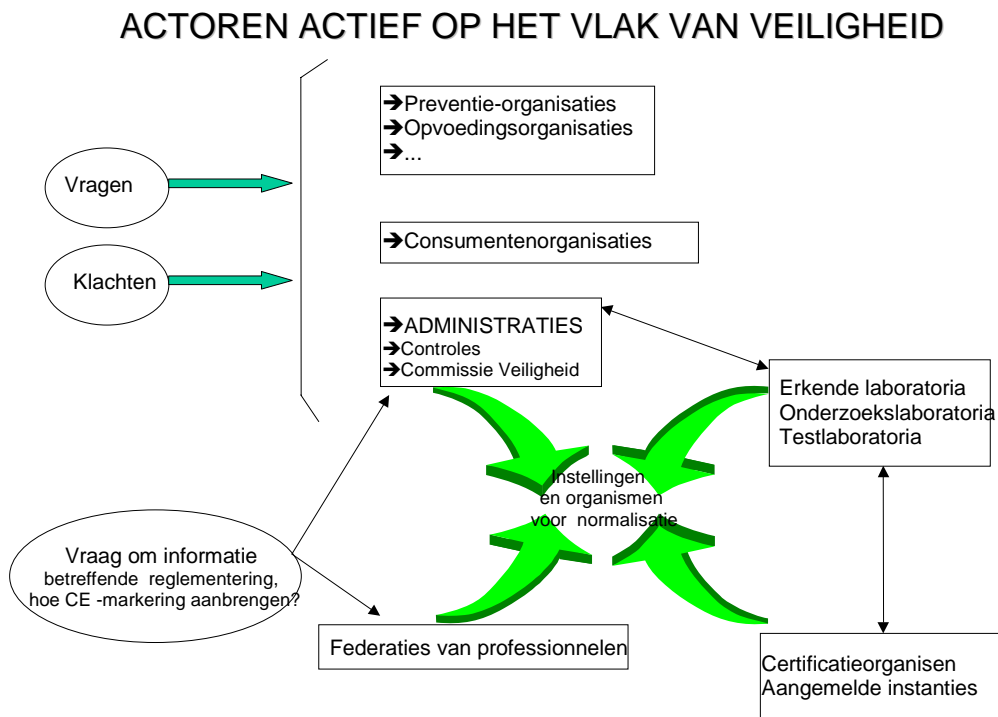 ACTOREN ACTIEF OP HET VLAK VAN VEILIGHEID
➔Preventie-organisaties
➔Opvoedingsorganisaties
➔...
Vragen
➔Consumentenorganisaties
Klachten
➔ADMINISTRATIES
➔Controles
➔Commissie Veiligheid
Erkende laboratoria
Onderzoekslaboratoria
Testlaboratoria
Instellingen
en organismen
voor normalisatie
Vraag om informatie
betreffende reglementering,
hoe CE -markering aanbrengen?
Federaties van professionnelen
Certificatieorganisen
Aangemelde instanties